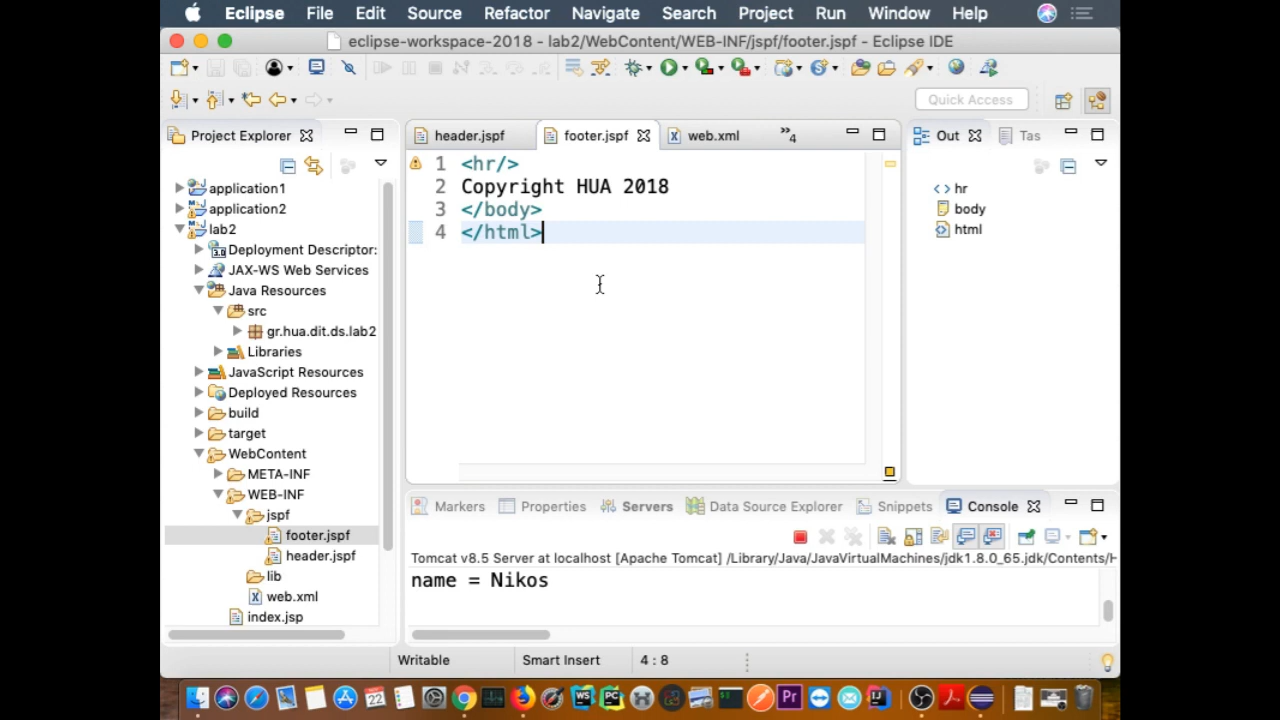 Eclipse File Edit Source Refactor Navigate Search Project Run Window Help
eclipse-workspace-2018 - lab2/WebContent/WEB-INF/jspf/footer.jspf - Eclipse IDE
Quick Access
Project Explorer
header.jspf footer.jspf web.xml »4
Out Tas
application1
application2
lab2
Deployment Descriptor:
JAX-WS Web Services
Java Resources
src
gr.hua.dit.ds.lab2
Libraries
JavaScript Resources
Deployed Resources
build
target
WebContent
META-INF
WEB-INF
jspf
footer.jspf
header.jspf
lib
web.xml
index.jsp
1 <hr/>
2 Copyright HUA 2018
3 </body>
4 </html>
hr
body
html
Markers Properties Servers Data Source Explorer Snippets Console
Tomcat v8.5 Server at localhost [Apache Tomcat] /Library/Java/JavaVirtualMachines/jdk1.8.0_65.jdk/Contents/H
name = Nikos
Writable Smart Insert 4 : 8